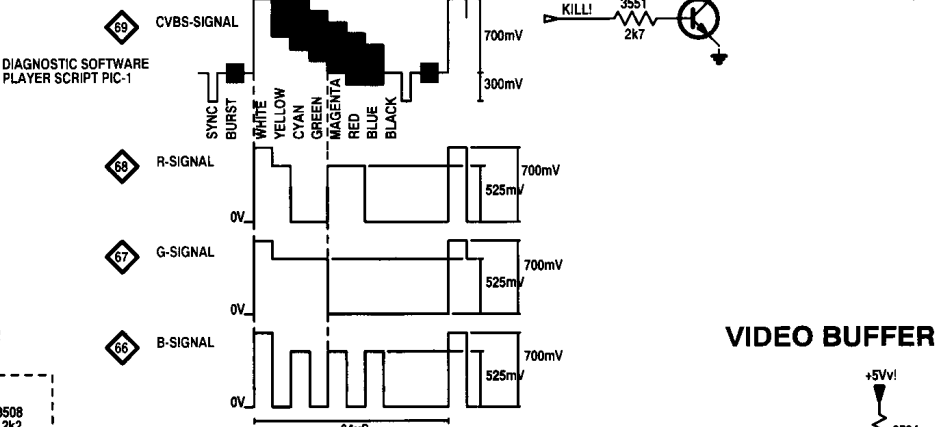 69
CVBS-SIGNAL
700mV
300mV
DIAGNOSTIC SOFTWARE
PLAYER SCRIPT PIC-1
KILL!
3551
2k7
SYNC
BURST
WHITE
YELLOW
CYAN
GREEN
MAGENTA
RED
BLUE
BLACK
68
R-SIGNAL
700mV
525mV
0V
67
G-SIGNAL
700mV
525mV
0V
66
B-SIGNAL
700mV
525mV
0V
VIDEO BUFFER
+5Vv!
3508
2k2